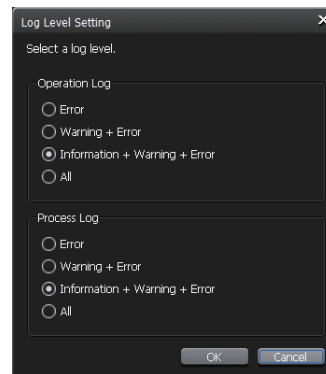 Log Level Setting
Select a log level.
Operation Log
Error
Warning + Error
Information + Warning + Error
All
Process Log
Error
Warning + Error
Information + Warning + Error
All
OK Cancel